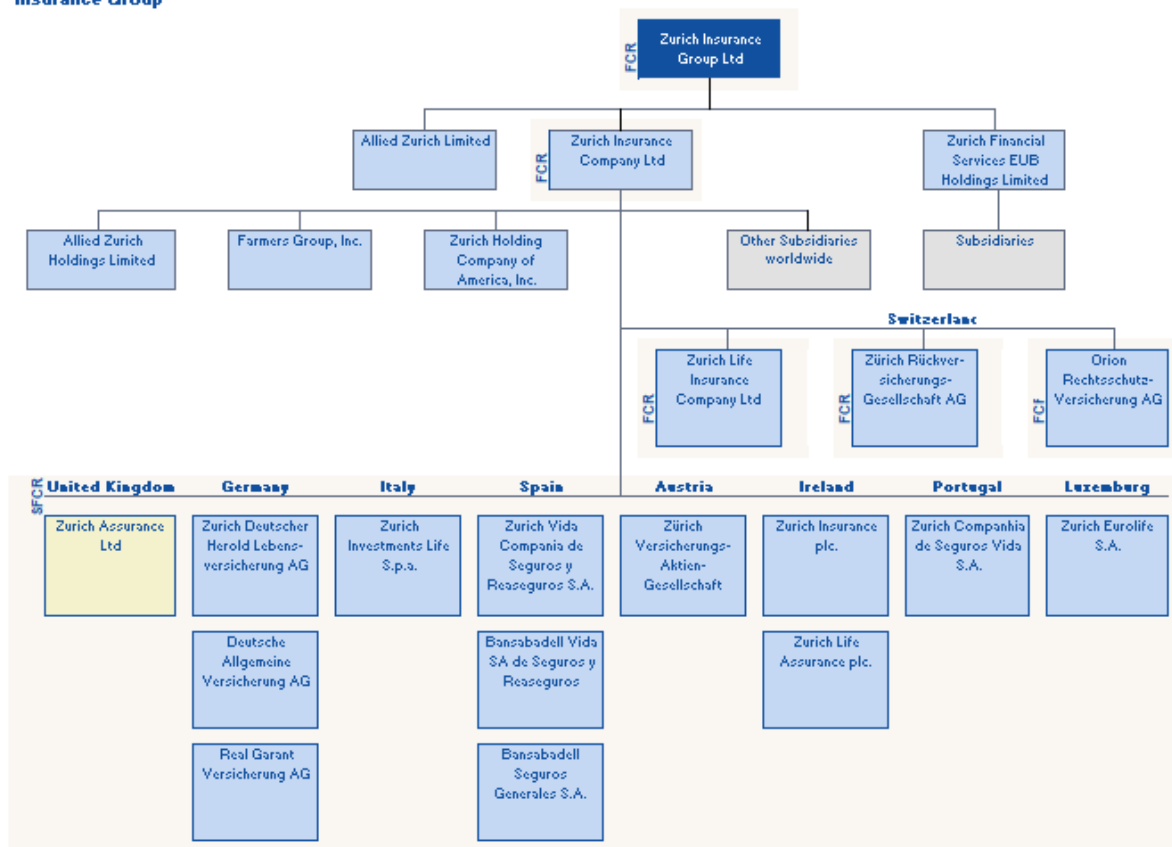 Insurance Group
FCR
Zurich Insurance
Group Ltd
Allied Zurich Limited
FCR
Zurich Insurance
Company Ltd
Zurich Financial
Services EUB
Holdings Limited
Allied Zurich
Holdings Limited
Farmers Group, Inc.
Zurich Holding
Company of
America, Inc.
Other Subsidiaries
worldwide
Subsidiaries
Switzerlanc
FCR
Zurich Life
Insurance
Company Ltd
FCR
Zürich Rückver-
sicherungs-
Gesellschaft AG
FCF
Orion
Rechtsschutz-
Versicherung AG
SFCR
United Kingdom
Germany
Italy
Spain
Austria
Ireland
Portugal
Luxemburg
Zurich Assurance
Ltd
Zurich Deutscher
Herold Lebens-
versicherung AG
Zurich
Investments Life
S.p.a.
Zurich Vida
Compania de
Seguros y
Reaseguros S.A.
Zürich
Versicherungs-
Aktien-
Gesellschaft
Zurich Insurance
plc.
Zurich Companhia
de Seguros Vida
S.A.
Zurich Eurolife
S.A.
Deutsche
Allgemeine
Versicherung AG
Bansabadell Vida
SA de Seguros y
Reaseguros
Zurich Life
Assurance plc.
Real Garant
Versicherung AG
Bansabadell
Seguros
Generales S.A.